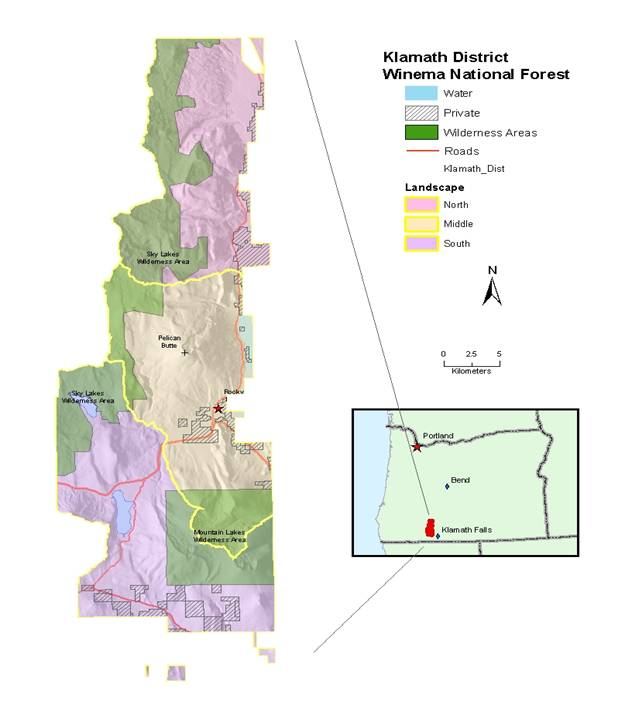 Klamath District
Winema National Forest
Water
Private
Wilderness Areas
Roads
Klamath_Dist
Landscape
North
Middle
South
N
0 2.5 5
Kilometers
Sky Lakes
Wilderness Area
Pelican
Butte
Sky Lakes
Wilderness Area
Mountain Lakes
Wilderness Area
Portland
Bend
Klamath Falls